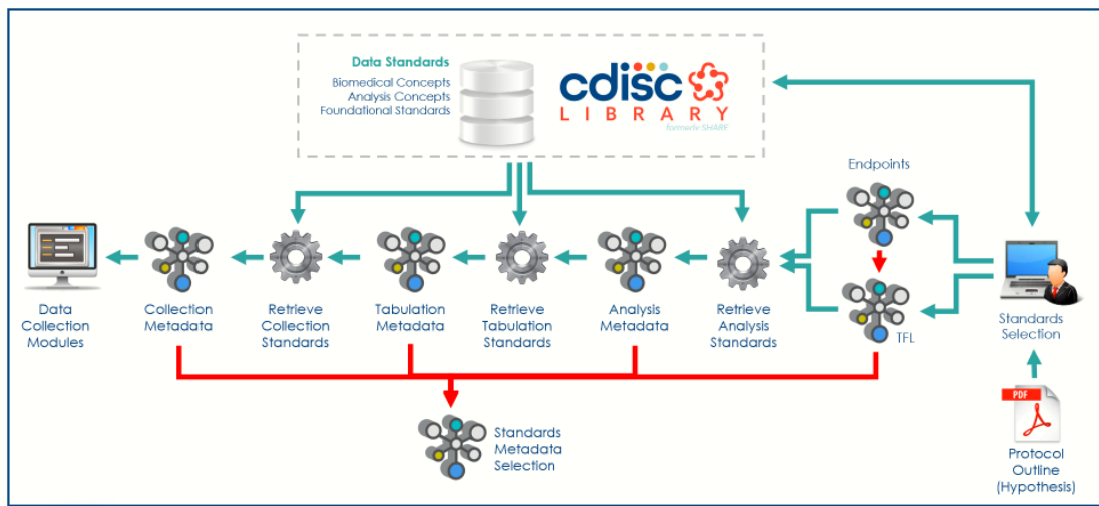 Data Standards
Biomedical Concepts
Analysis Concepts
Foundational Standards
cdisc
LIBRARY
formerly SHARE
Endpoints
TFL
Data
Collection
Modules
Collection
Metadata
Retrieve
Collection
Standards
Tabulation
Metadata
Retrieve
Tabulation
Standards
Analysis
Metadata
Retrieve
Analysis
Standards
Standards
Selection
Standards
Metadata
Selection
PDF
Protocol
Outline
(Hypothesis)